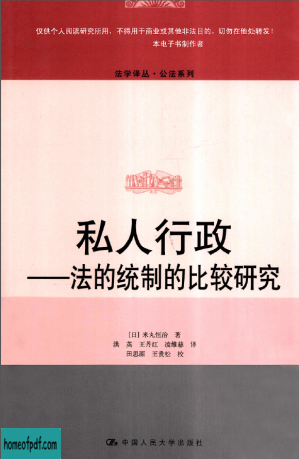 仅供个人阅读研究所用，不得用于商业或其他非法目的。切勿在他处转发！
本电子书制作者
法学译丛·公法系列
私人行政
——法的统制的比较研究
［日］米丸恒治 著
洪英 王丹红 凌维慈 译
田思源 王贵松 校
中国人民大学出版社
homeofpdf.com